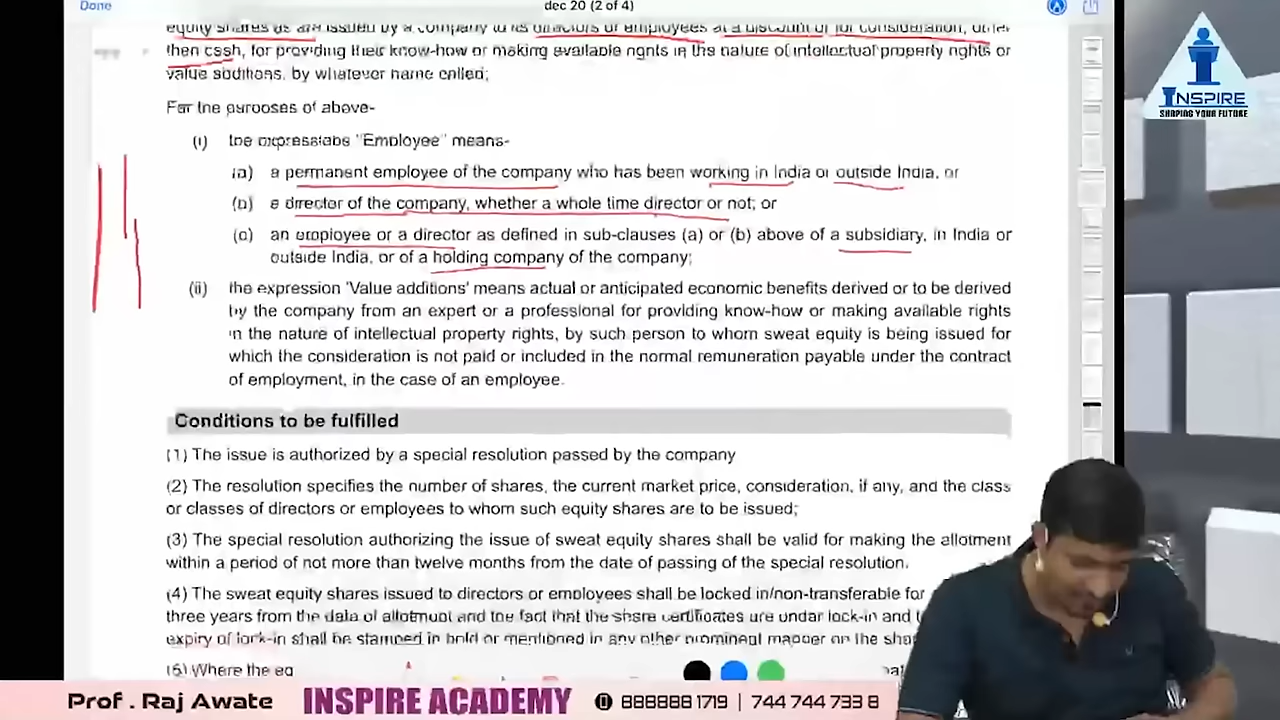 Done
dec 20 (2 of 4)
equity shares as are issued by a company to its directors or employees at a discount or for consideration, other
then cash, for providing their know-how or making available rights in the nature of intellectual property rights or
value additions, by whatever name called;
For the purposes of above-
(i) the expressions "Employee" means-
(a) a permanent employee of the company who has been working in India or outside India, or
(b) a director of the company, whether a whole time director or not; or
(c) an employee or a director as defined in sub-clauses (a) or (b) above of a subsidiary, in India or
outside India, or of a holding company of the company;
(ii) the expression 'Value additions' means actual or anticipated economic benefits derived or to be derived
by the company from an expert or a professional for providing know-how or making available rights
in the nature of intellectual property rights, by such person to whom sweat equity is being issued for
which the consideration is not paid or included in the normal remuneration payable under the contract
of employment, in the case of an employee.
Conditions to be fulfilled
(1) The issue is authorized by a special resolution passed by the company
(2) The resolution specifies the number of shares, the current market price, consideration, if any, and the class
or classes of directors or employees to whom such equity shares are to be issued;
(3) The special resolution authorizing the issue of sweat equity shares shall be valid for making the allotment
within a period of not more than twelve months from the date of passing of the special resolution.
(4) The sweat equity shares issued to directors or employees shall be locked in/non-transferable for
three years from the date of allotment and the fact that the share certificates are under lock-in and
expiry of lock-in shall be stamped in bold or mentioned in any other prominent manner on the
(5) Where the eq
INSPIRE
SHAPING YOUR FUTURE
Prof . Raj Awate INSPIRE ACADEMY 888888 1719 | 744 744 733 8